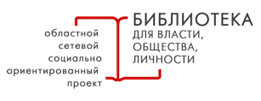 областной
сетевой
социально
ориентированный
проект
БИБЛИОТЕКА
ДЛЯ ВЛАСТИ,
ОБЩЕСТВА,
ЛИЧНОСТИ